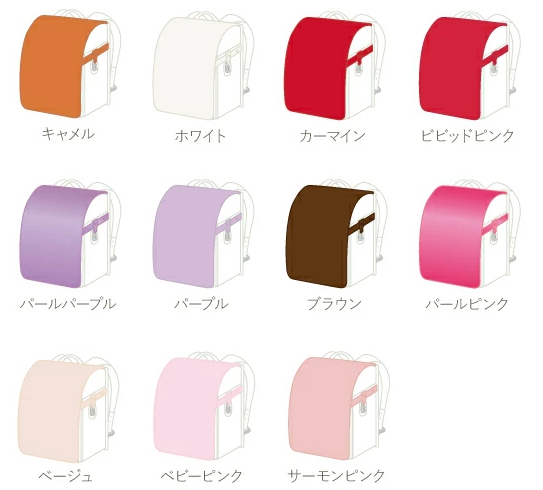 キャメル
ホワイト
カーマイン
ビビッドピンク
パールパープル
パープル
ブラウン
パールピンク
ベージュ
ベビーピンク
サーモンピンク